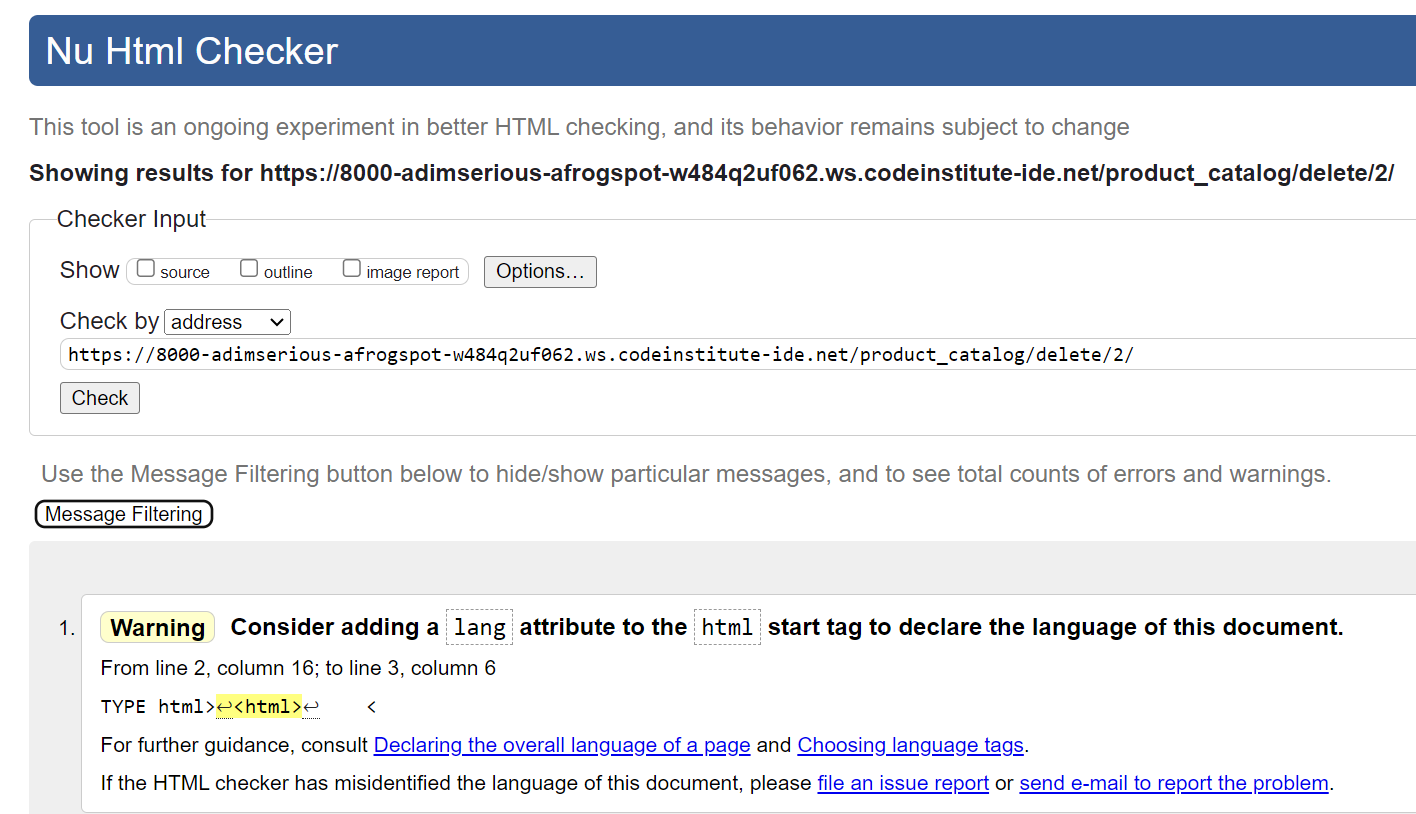 Nu Html Checker
This tool is an ongoing experiment in better HTML checking, and its behavior remains subject to change
Showing results for https://8000-adimserious-afrogspot-w484q2uf062.ws.codeinstitute-ide.net/product_catalog/delete/2/
Checker Input
Show source outline image report Options...
Check by address
https://8000-adimserious-afrogspot-w484q2uf062.ws.codeinstitute-ide.net/product_catalog/delete/2/
Check
Use the Message Filtering button below to hide/show particular messages, and to see total counts of errors and warnings.
Message Filtering
1. Warning Consider adding a lang attribute to the html start tag to declare the language of this document.
From line 2, column 16; to line 3, column 6
TYPE html>↩<html>↩    <
For further guidance, consult Declaring the overall language of a page and Choosing language tags.
If the HTML checker has misidentified the language of this document, please file an issue report or send e-mail to report the problem.